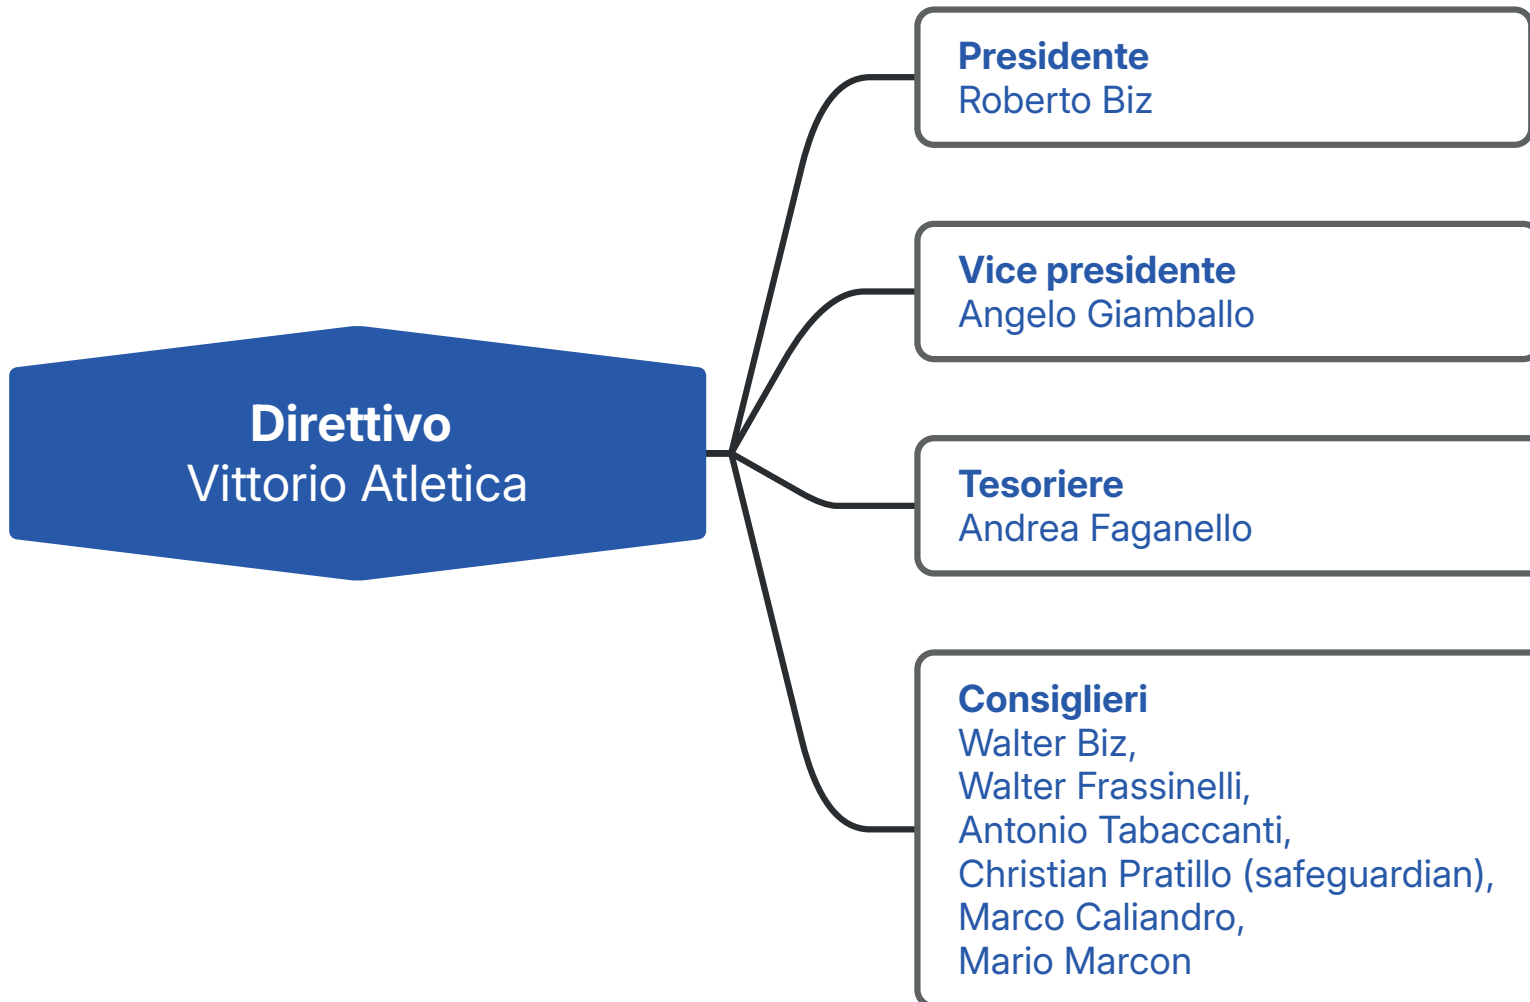 Presidente
Roberto Biz
Vice presidente
Angelo Giamballo
Direttivo
Vittorio Atletica
Tesoriere
Andrea Faganello
Consiglieri
Walter Biz,
Walter Frassinelli,
Antonio Tabaccanti,
Christian Pratillo (safeguardian),
Marco Caliandro,
Mario Marcon